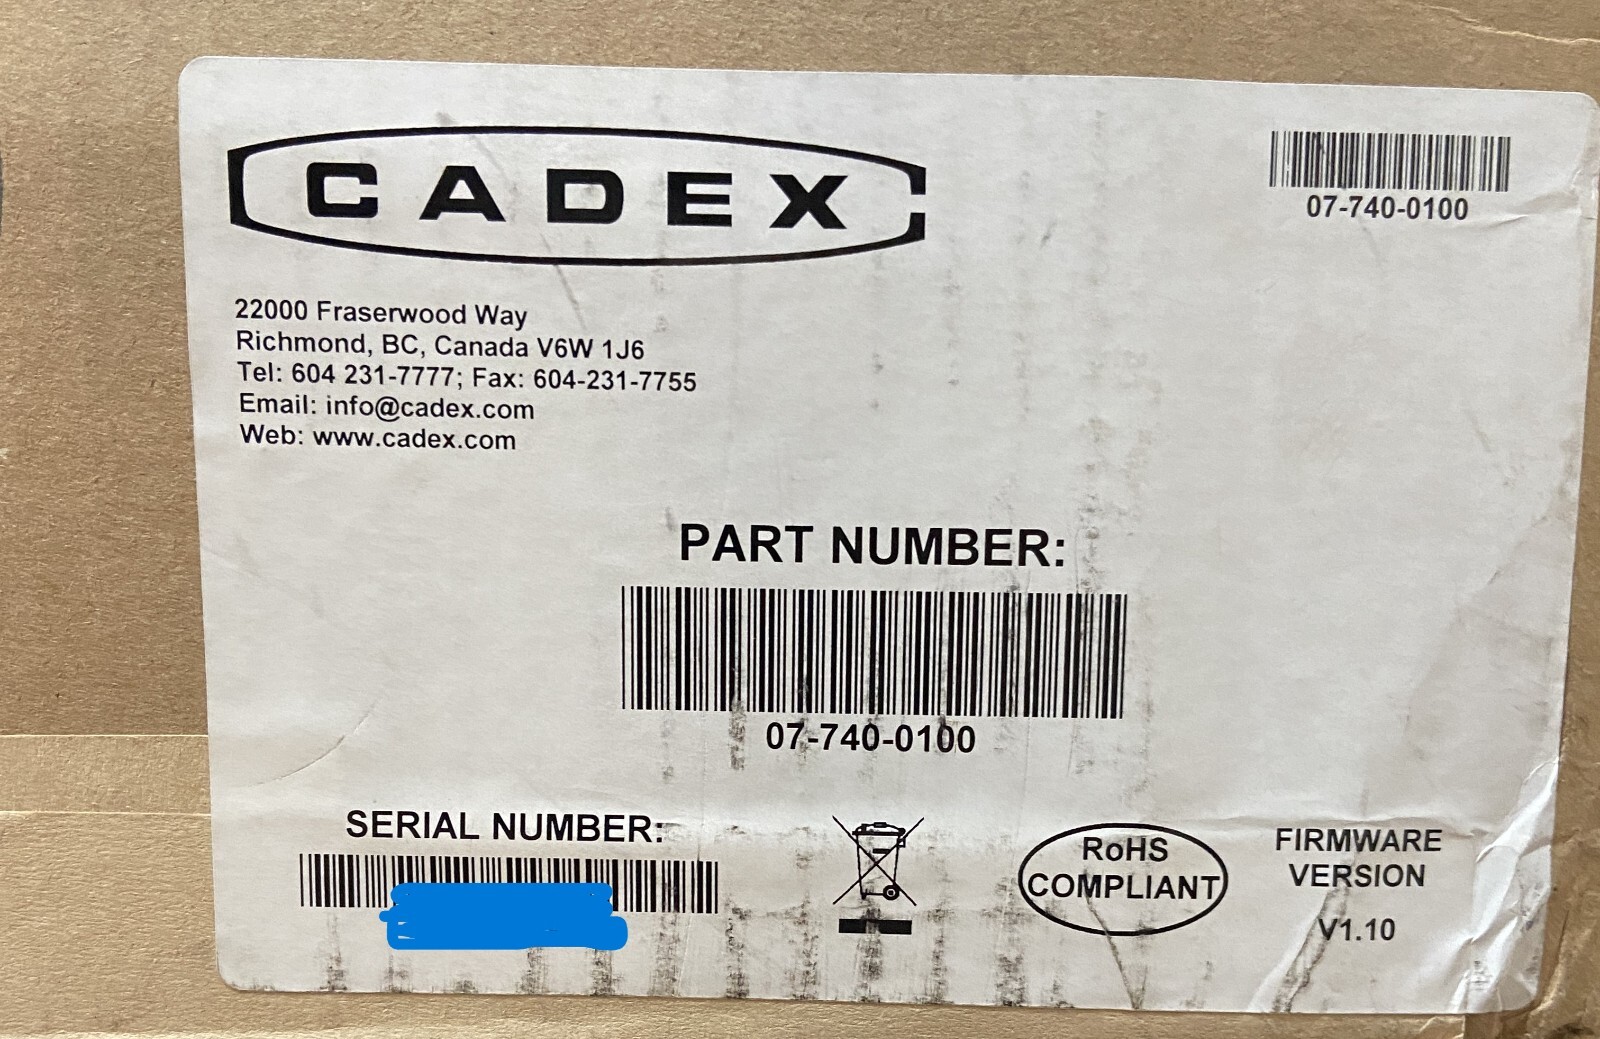 CADEX
07-740-0100
22000 Fraserwood Way
Richmond, BC, Canada V6W 1J6
Tel: 604 231-7777; Fax: 604-231-7755
Email: info@cadex.com
Web: www.cadex.com
PART NUMBER:
07-740-0100
SERIAL NUMBER:
RoHS
COMPLIANT
FIRMWARE
VERSION
V1.10